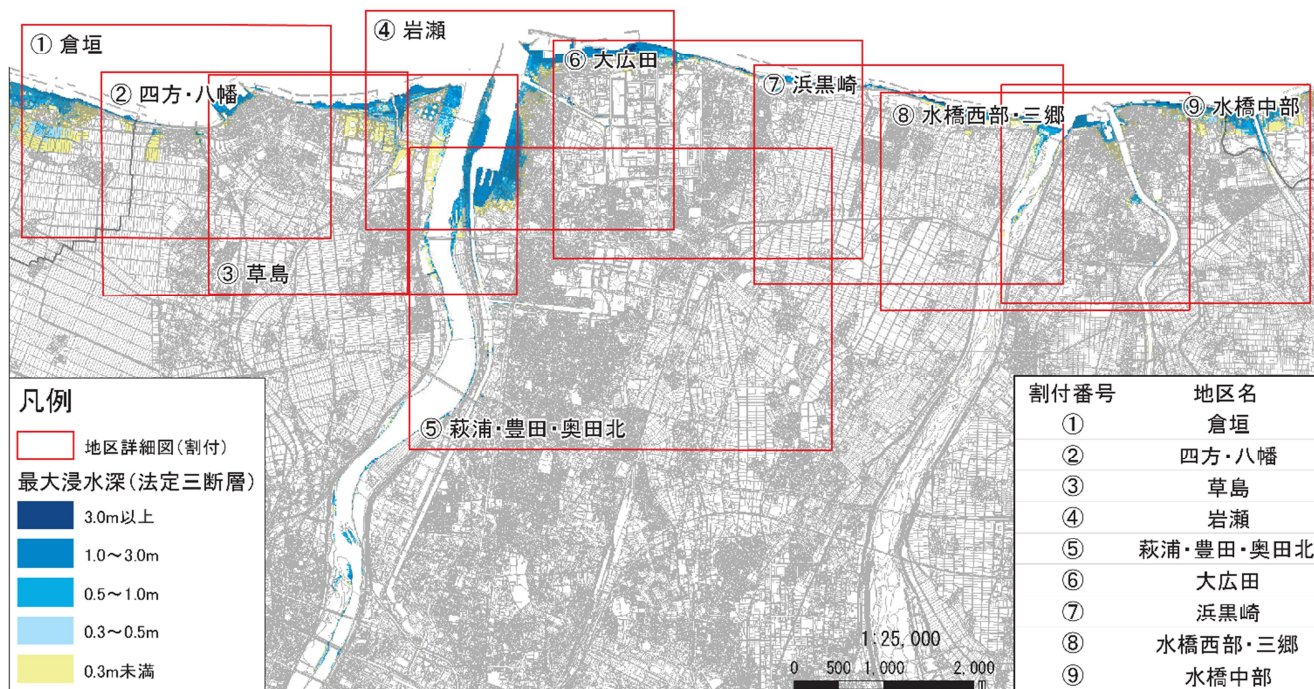 ① 倉垣
② 四方・八幡
③ 草島
④ 岩瀬
⑤ 萩浦・豊田・奥田北
⑥ 大広田
⑦ 浜黒崎
⑧ 水橋西部・三郷
⑨ 水橋中部
凡例
地区詳細図(割付)
最大浸水深(法定三断層)
3.0m以上
1.0～3.0m
0.5～1.0m
0.3～0.5m
0.3m未満
1:25,000
0 500 1,000 2,000
m
割付番号 地区名
① 倉垣
② 四方・八幡
③ 草島
④ 岩瀬
⑤ 萩浦・豊田・奥田北
⑥ 大広田
⑦ 浜黒崎
⑧ 水橋西部・三郷
⑨ 水橋中部